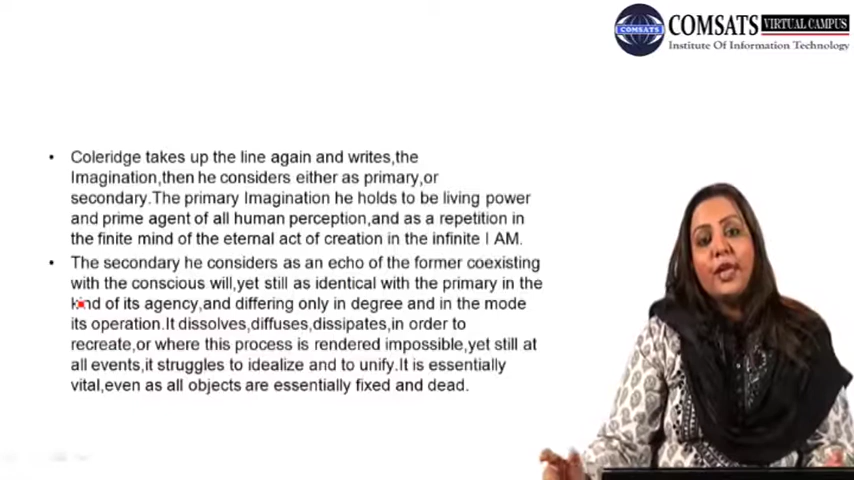 COMSATS VIRTUAL CAMPUS
COMSATS
Institute Of Information Technology
• Coleridge takes up the line again and writes,the
Imagination,then he considers either as primary,or
secondary.The primary Imagination he holds to be living power
and prime agent of all human perception,and as a repetition in
the finite mind of the eternal act of creation in the infinite I AM.
• The secondary he considers as an echo of the former coexisting
with the conscious will,yet still as identical with the primary in the
kind of its agency,and differing only in degree and in the mode
its operation.It dissolves,diffuses,dissipates,in order to
recreate,or where this process is rendered impossible,yet still at
all events,it struggles to idealize and to unify.It is essentially
vital,even as all objects are essentially fixed and dead.